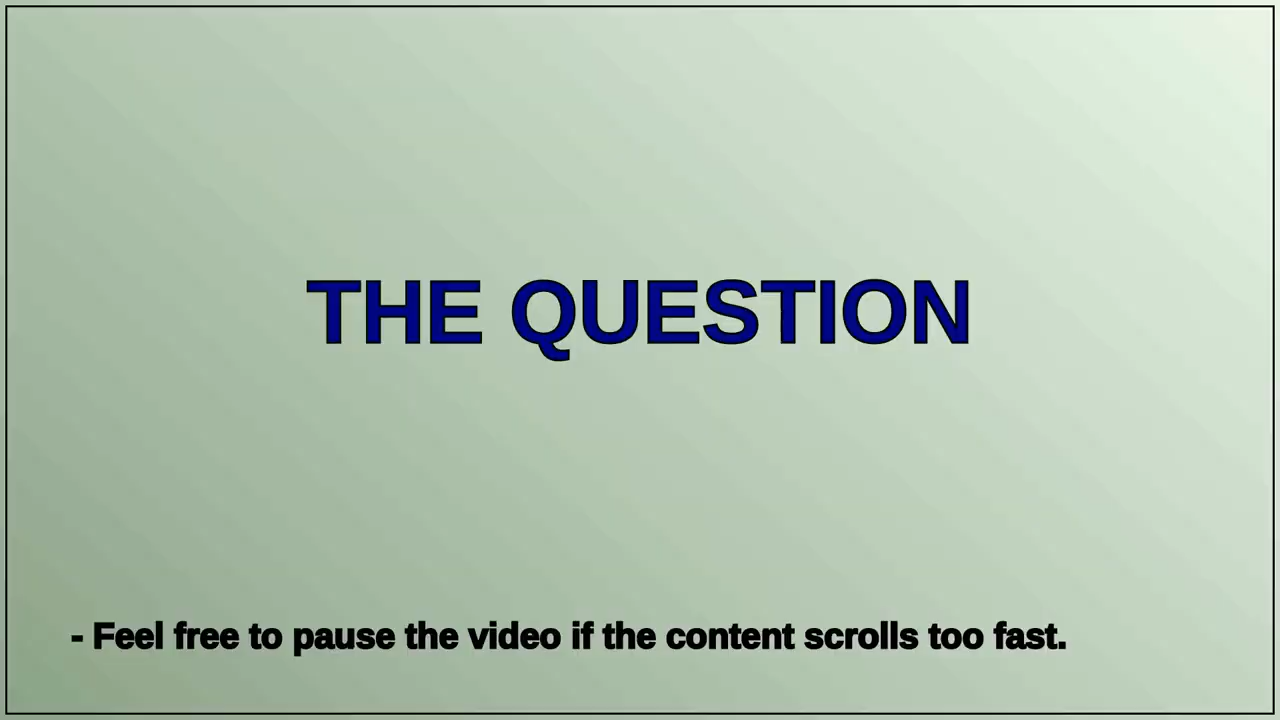 THE QUESTION
- Feel free to pause the video if the content scrolls too fast.